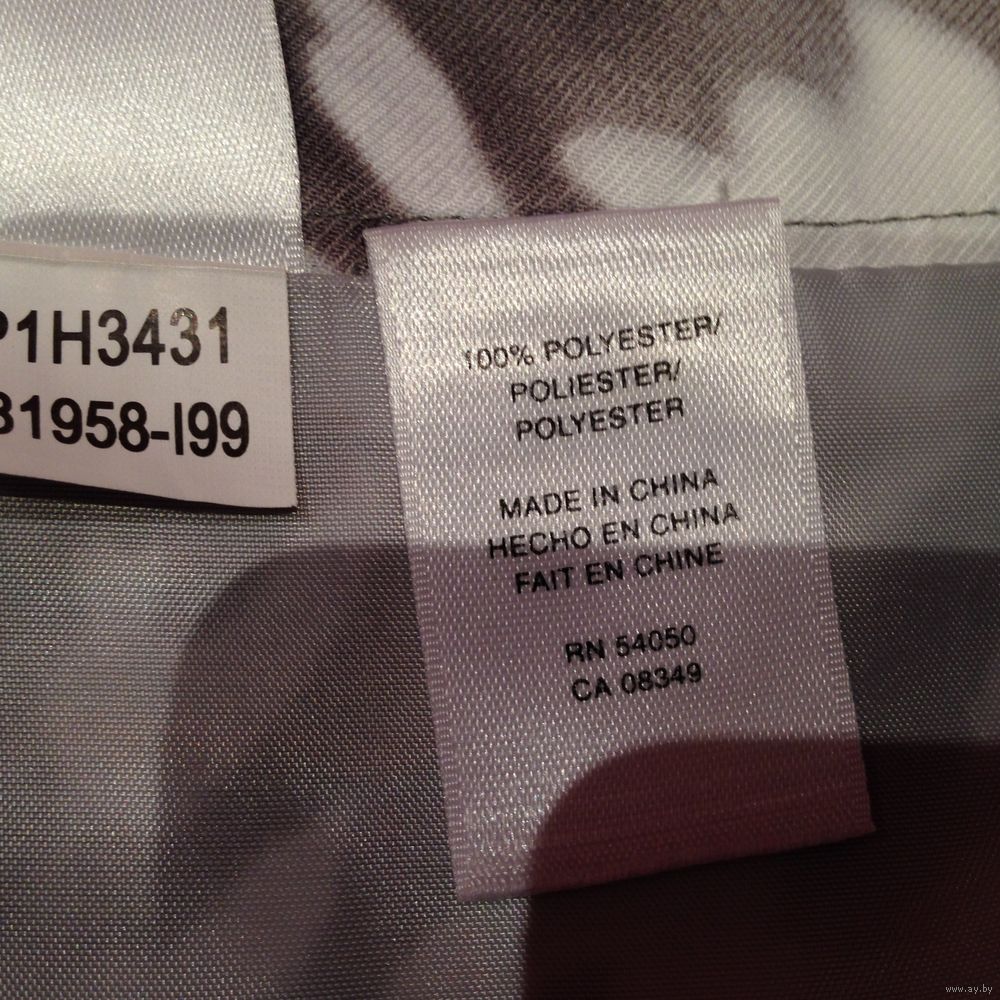 P1H3431
31958-I99
100% POLYESTER/
POLIESTER/
POLYESTER
MADE IN CHINA
HECHO EN CHINA
FAIT EN CHINE
RN 54050
CA 08349
www.ay.by